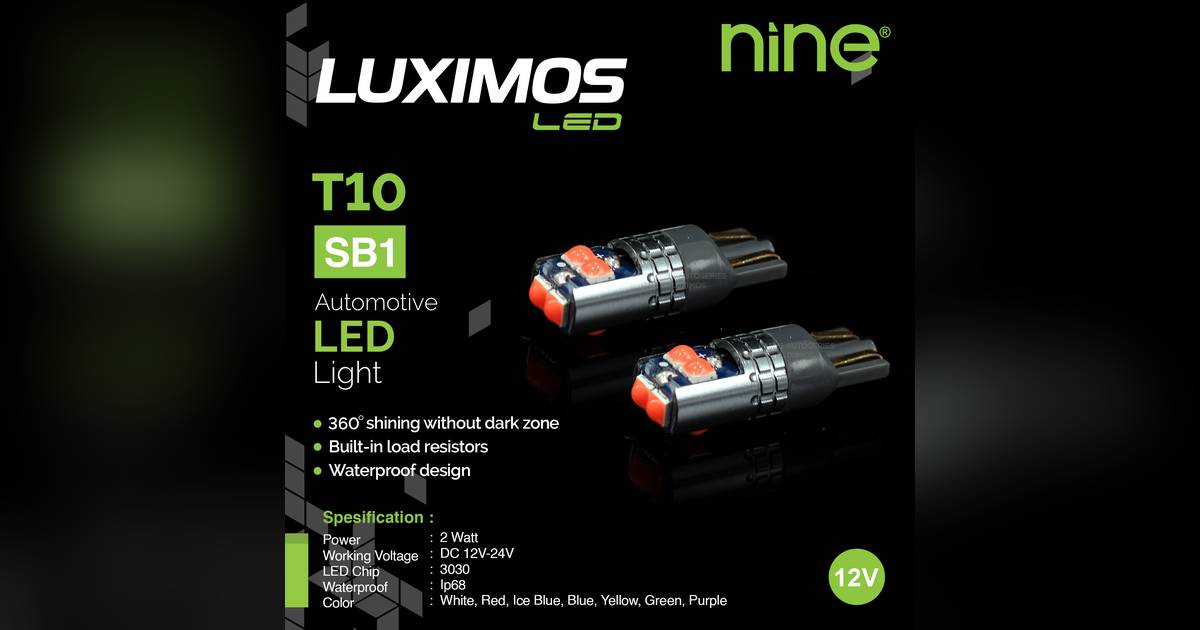 nine®
LUXIMOS
LED
T10
SB1
Automotive
LED
Light
360° shining without dark zone
Built-in load resistors
Waterproof design
Spesification :
Power : 2 Watt
Working Voltage : DC 12V-24V
LED Chip : 3030
Waterproof : Ip68
Color : White, Red, Ice Blue, Blue, Yellow, Green, Purple
12V